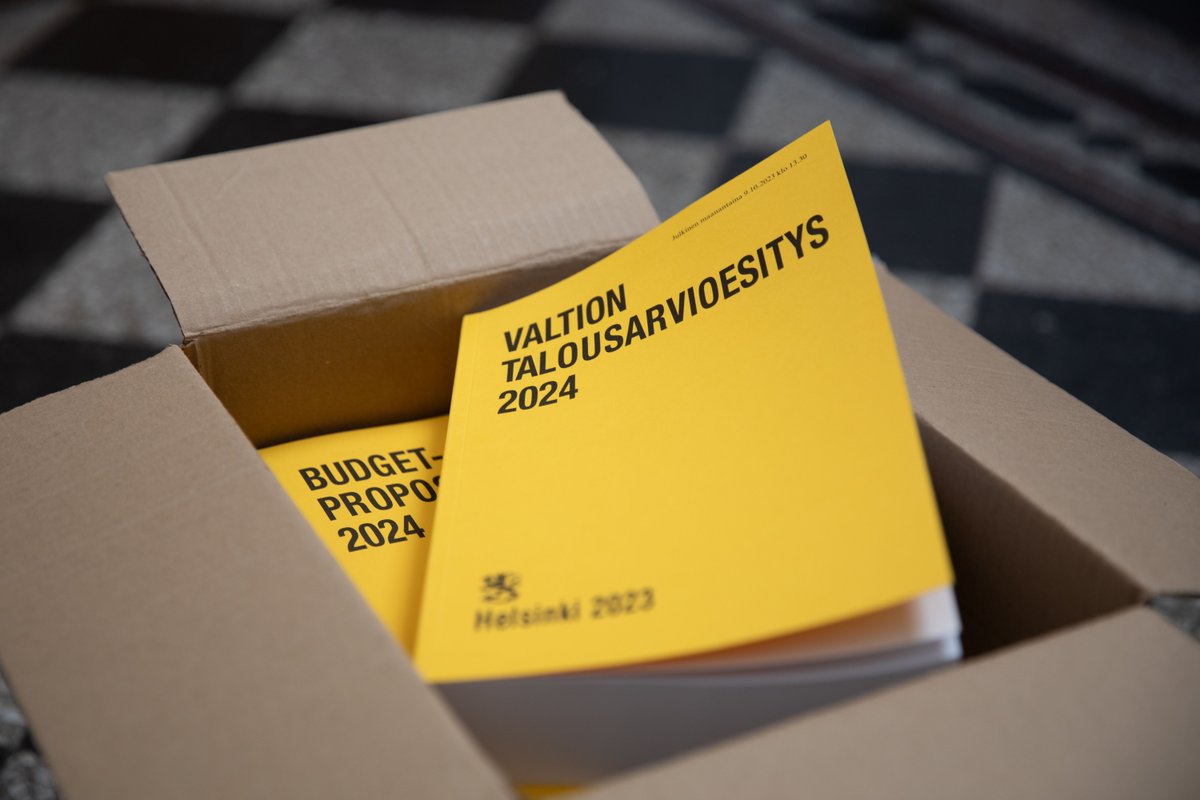 Julkinen maanantaina 9.10.2023 klo 13.30
VALTION
TALOUSARVIOESITYS
2024
Helsinki 2023
BUDGET-
PROPOS
2024